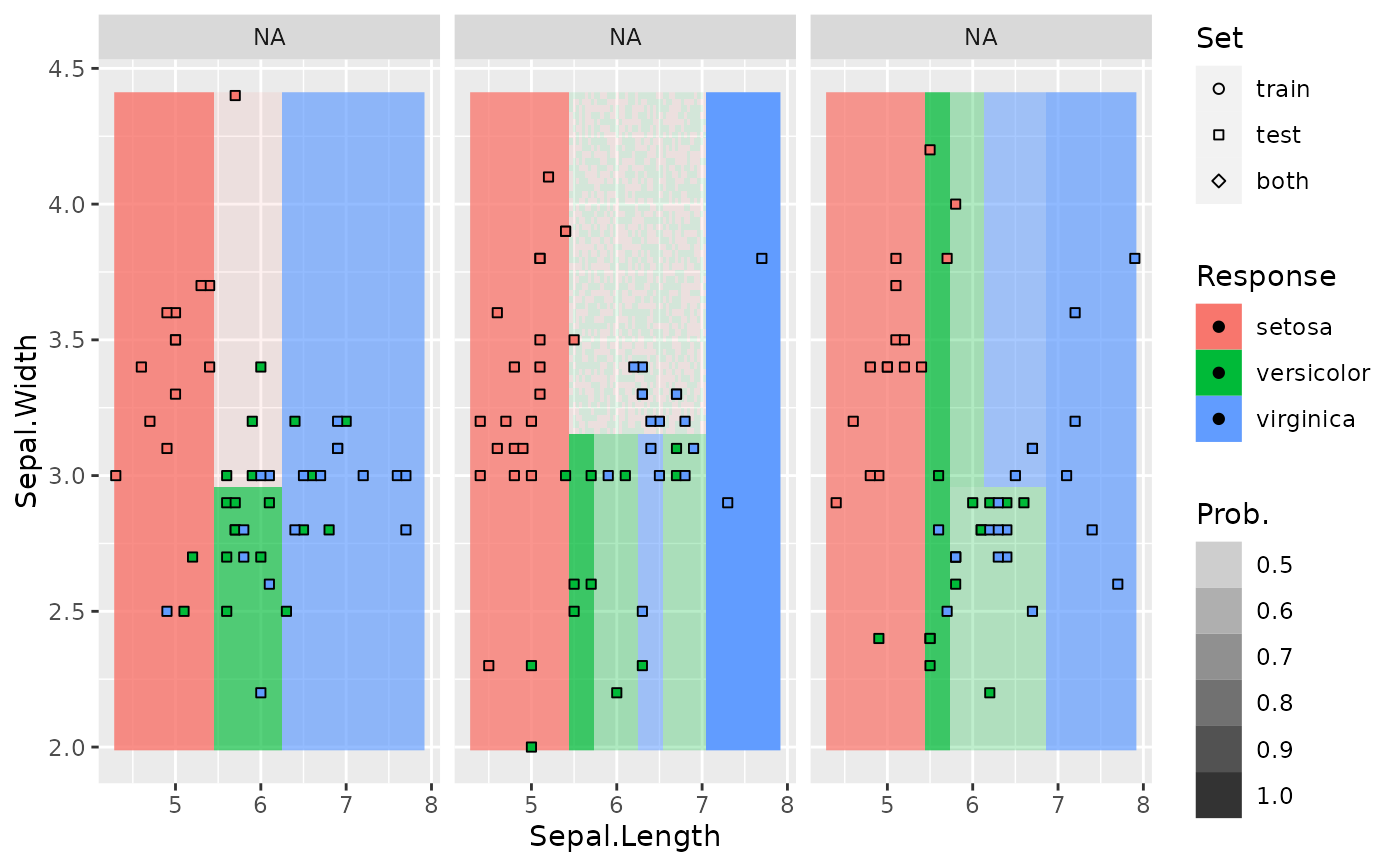 NA NA NA
4.5
4.0
3.5
3.0
2.5
2.0
Sepal.Width
5 6 7 8 5 6 7 8 5 6 7 8
Sepal.Length
Set
train
test
both
Response
setosa
versicolor
virginica
Prob.
0.5
0.6
0.7
0.8
0.9
1.0